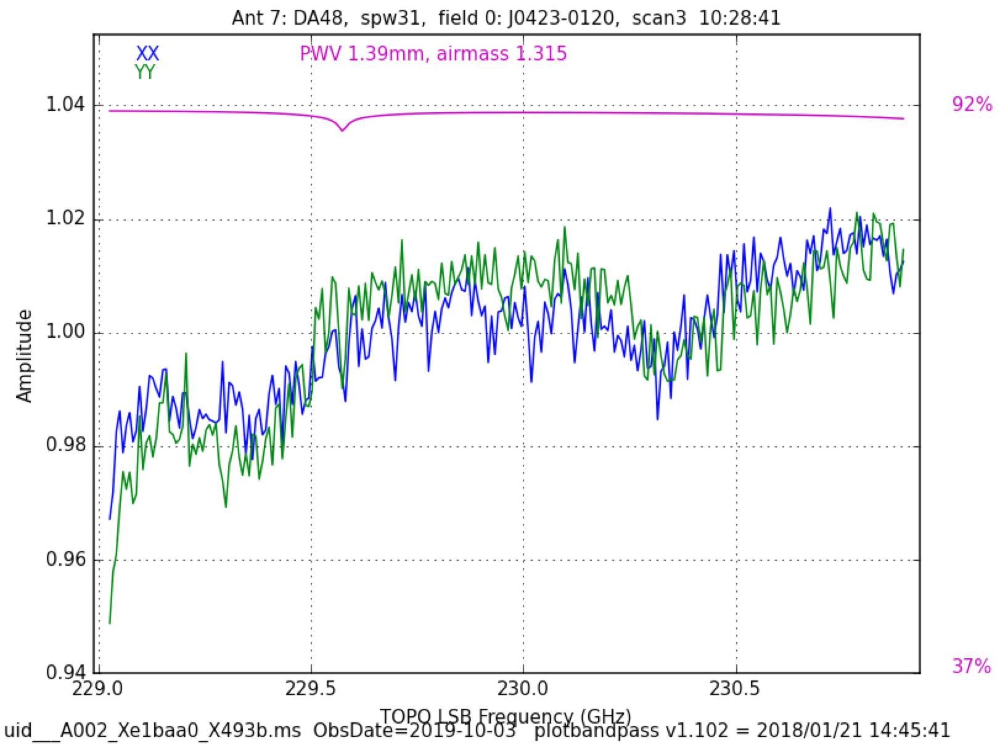 Ant 7: DA48, spw31, field 0: J0423-0120, scan3 10:28:41
XX
PWV 1.39mm, airmass 1.315
YY
1.04
92%
1.02
1.00
Amplitude
0.98
0.96
0.94
37%
229.0
229.5
230.0
230.5
TOPO LSB Frequency (GHz)
uid___A002_Xe1baa0_X493b.ms ObsDate=2019-10-03 plotbandpass v1.102 = 2018/01/21 14:45:41